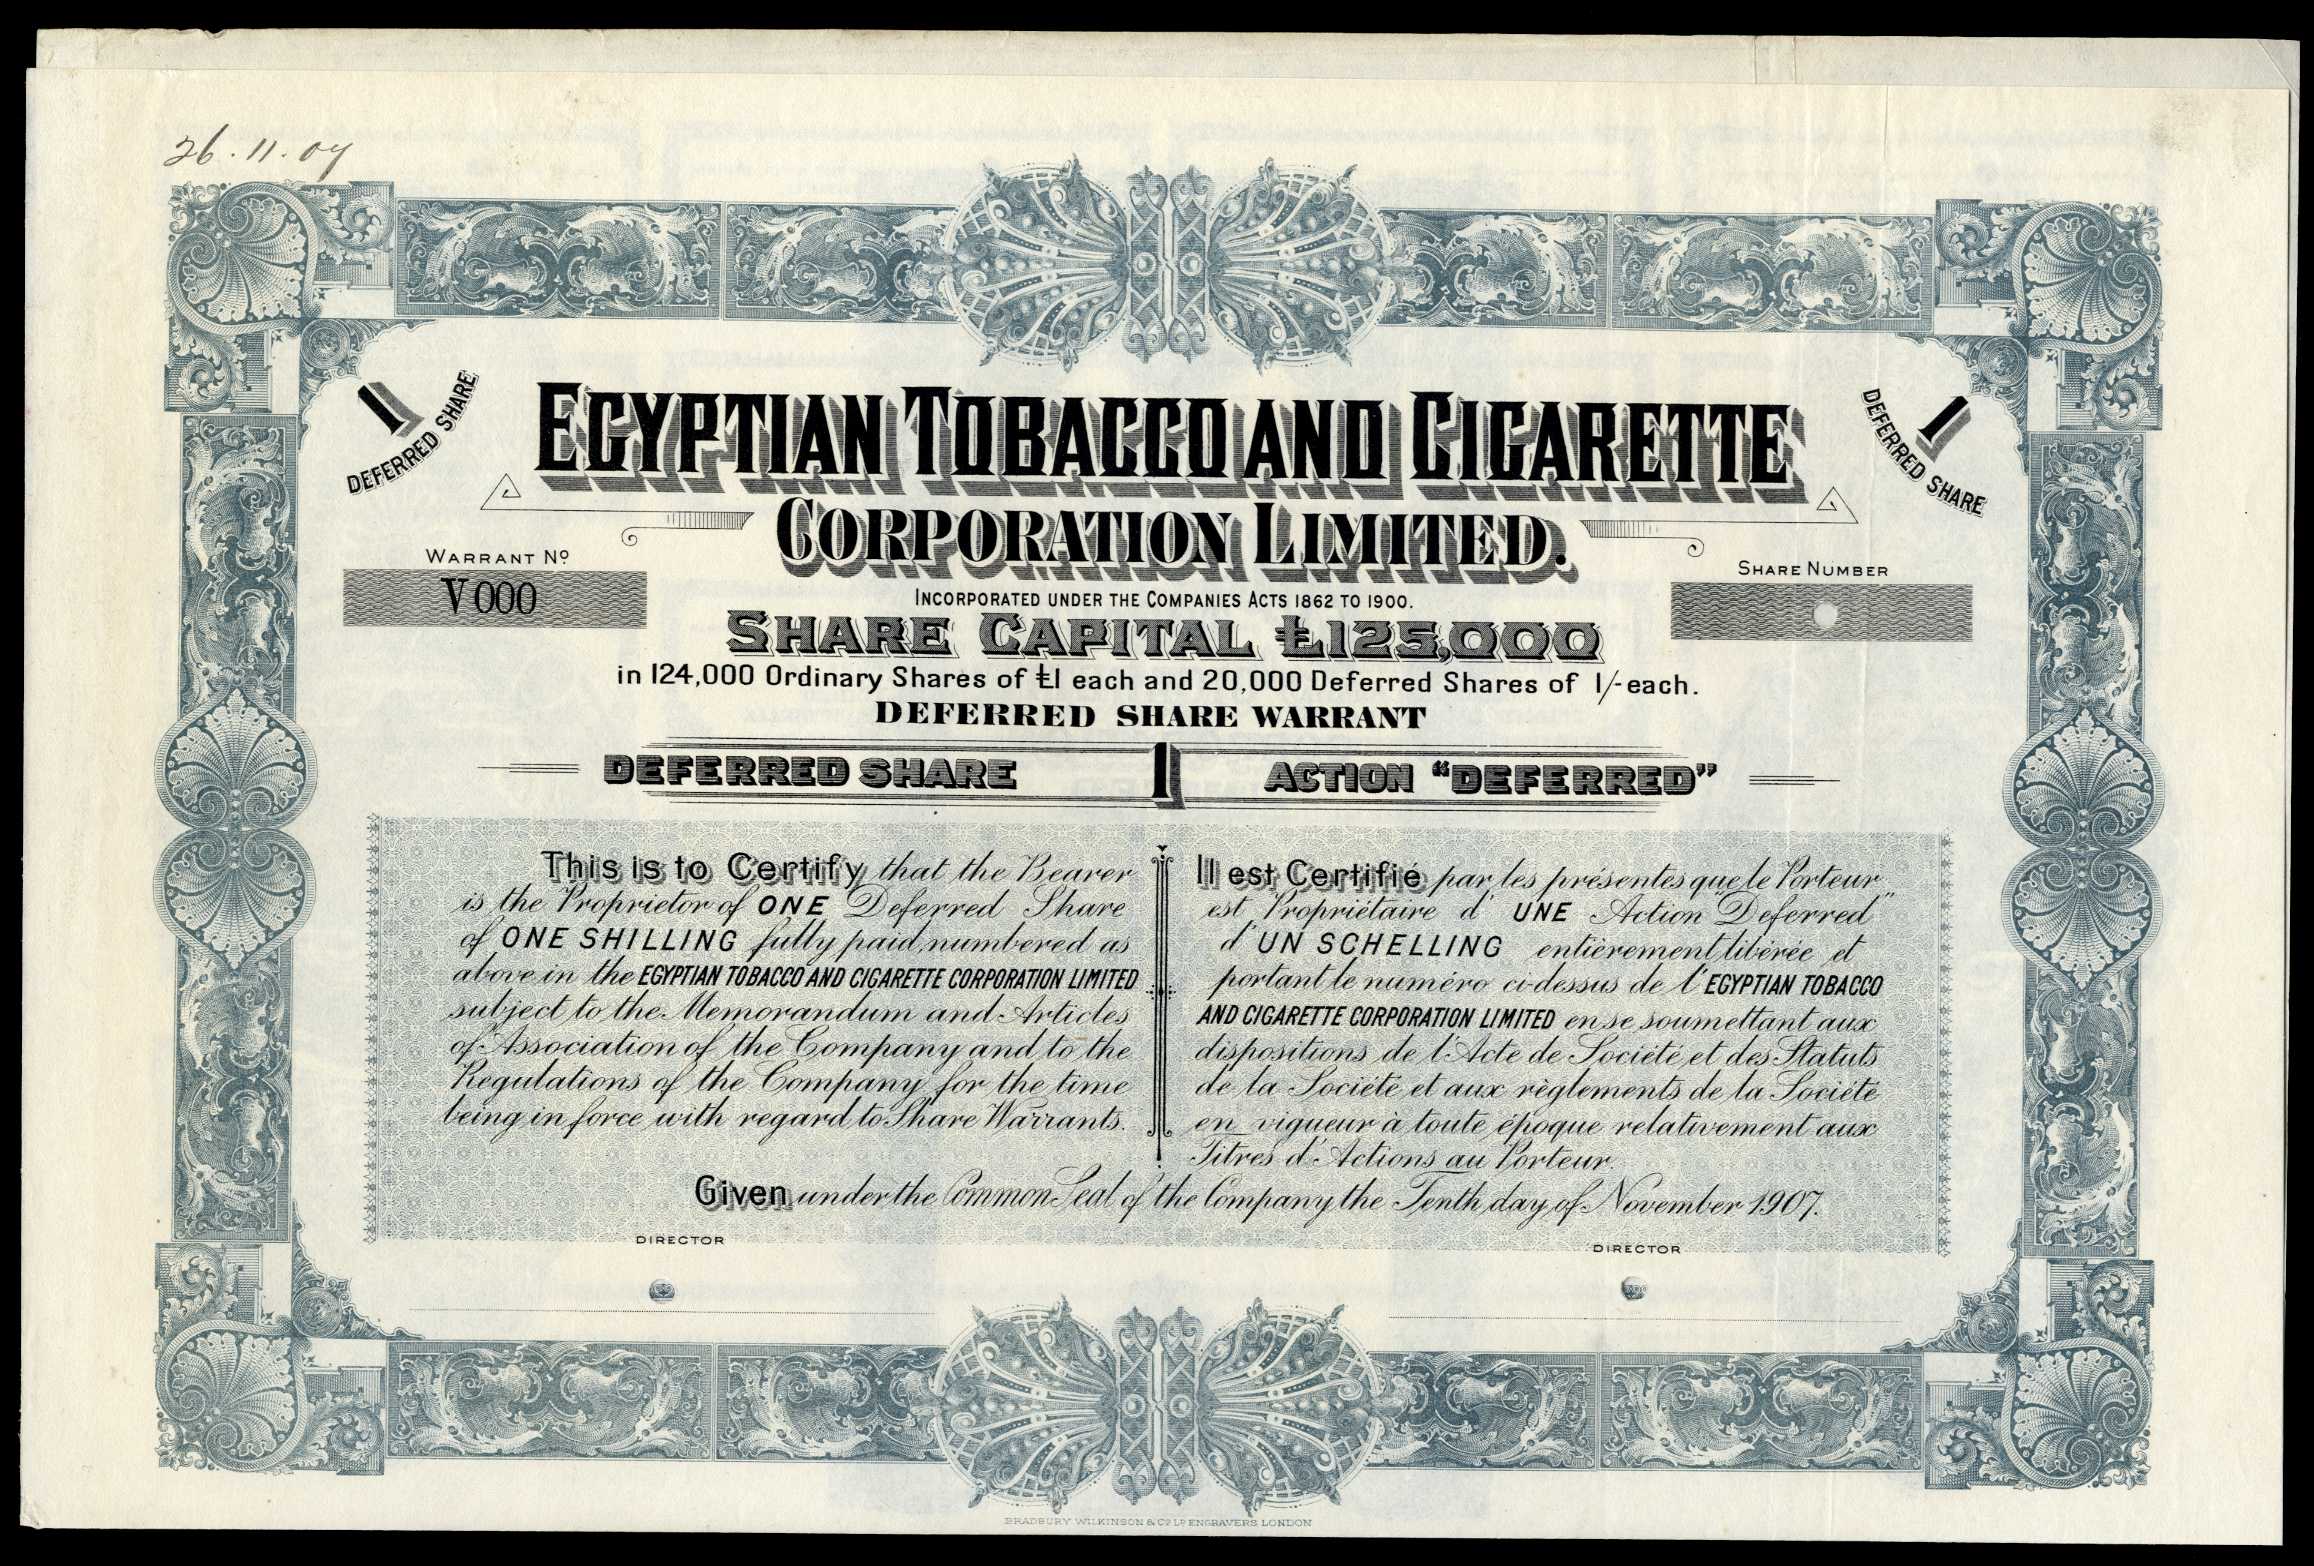 26.11.07
1
DEFERRED SHARE
1
DEFERRED SHARE
EGYPTIAN TOBACCO AND CIGARETTE
CORPORATION LIMITED.
WARRANT No
V000
SHARE NUMBER
INCORPORATED UNDER THE COMPANIES ACTS 1862 TO 1900.
SHARE CAPITAL £125,000
in 124,000 Ordinary Shares of £1 each and 20,000 Deferred Shares of 1/- each.
DEFERRED SHARE WARRANT
DEFERRED SHARE 1 ACTION "DEFERRED"
This is to Certify that the Bearer
is the Proprietor of ONE Deferred Share
of ONE SHILLING fully paid, numbered as
above in the EGYPTIAN TOBACCO AND CIGARETTE CORPORATION LIMITED
subject to the Memorandum and Articles
of Association of the Company and to the
Regulations of the Company for the time
being in force with regard to Share Warrants.
Il est Certifié par les présentes que le Porteur
est Propriétaire d' UNE Action "Deferred"
d' UN SCHELLING entièrement libérée et
portant le numéro ci-dessus de l' EGYPTIAN TOBACCO
AND CIGARETTE CORPORATION LIMITED en se soumettant aux
dispositions de l'Acte de Société et des Statuts
de la Société et aux règlements de la Société
en vigueur à toute époque relativement aux
Titres d'Actions au Porteur.
Given under the Common Seal of the Company the Tenth day of November 1907.
DIRECTOR
DIRECTOR
BRADBURY WILKINSON & Co. Ld ENGRAVERS LONDON